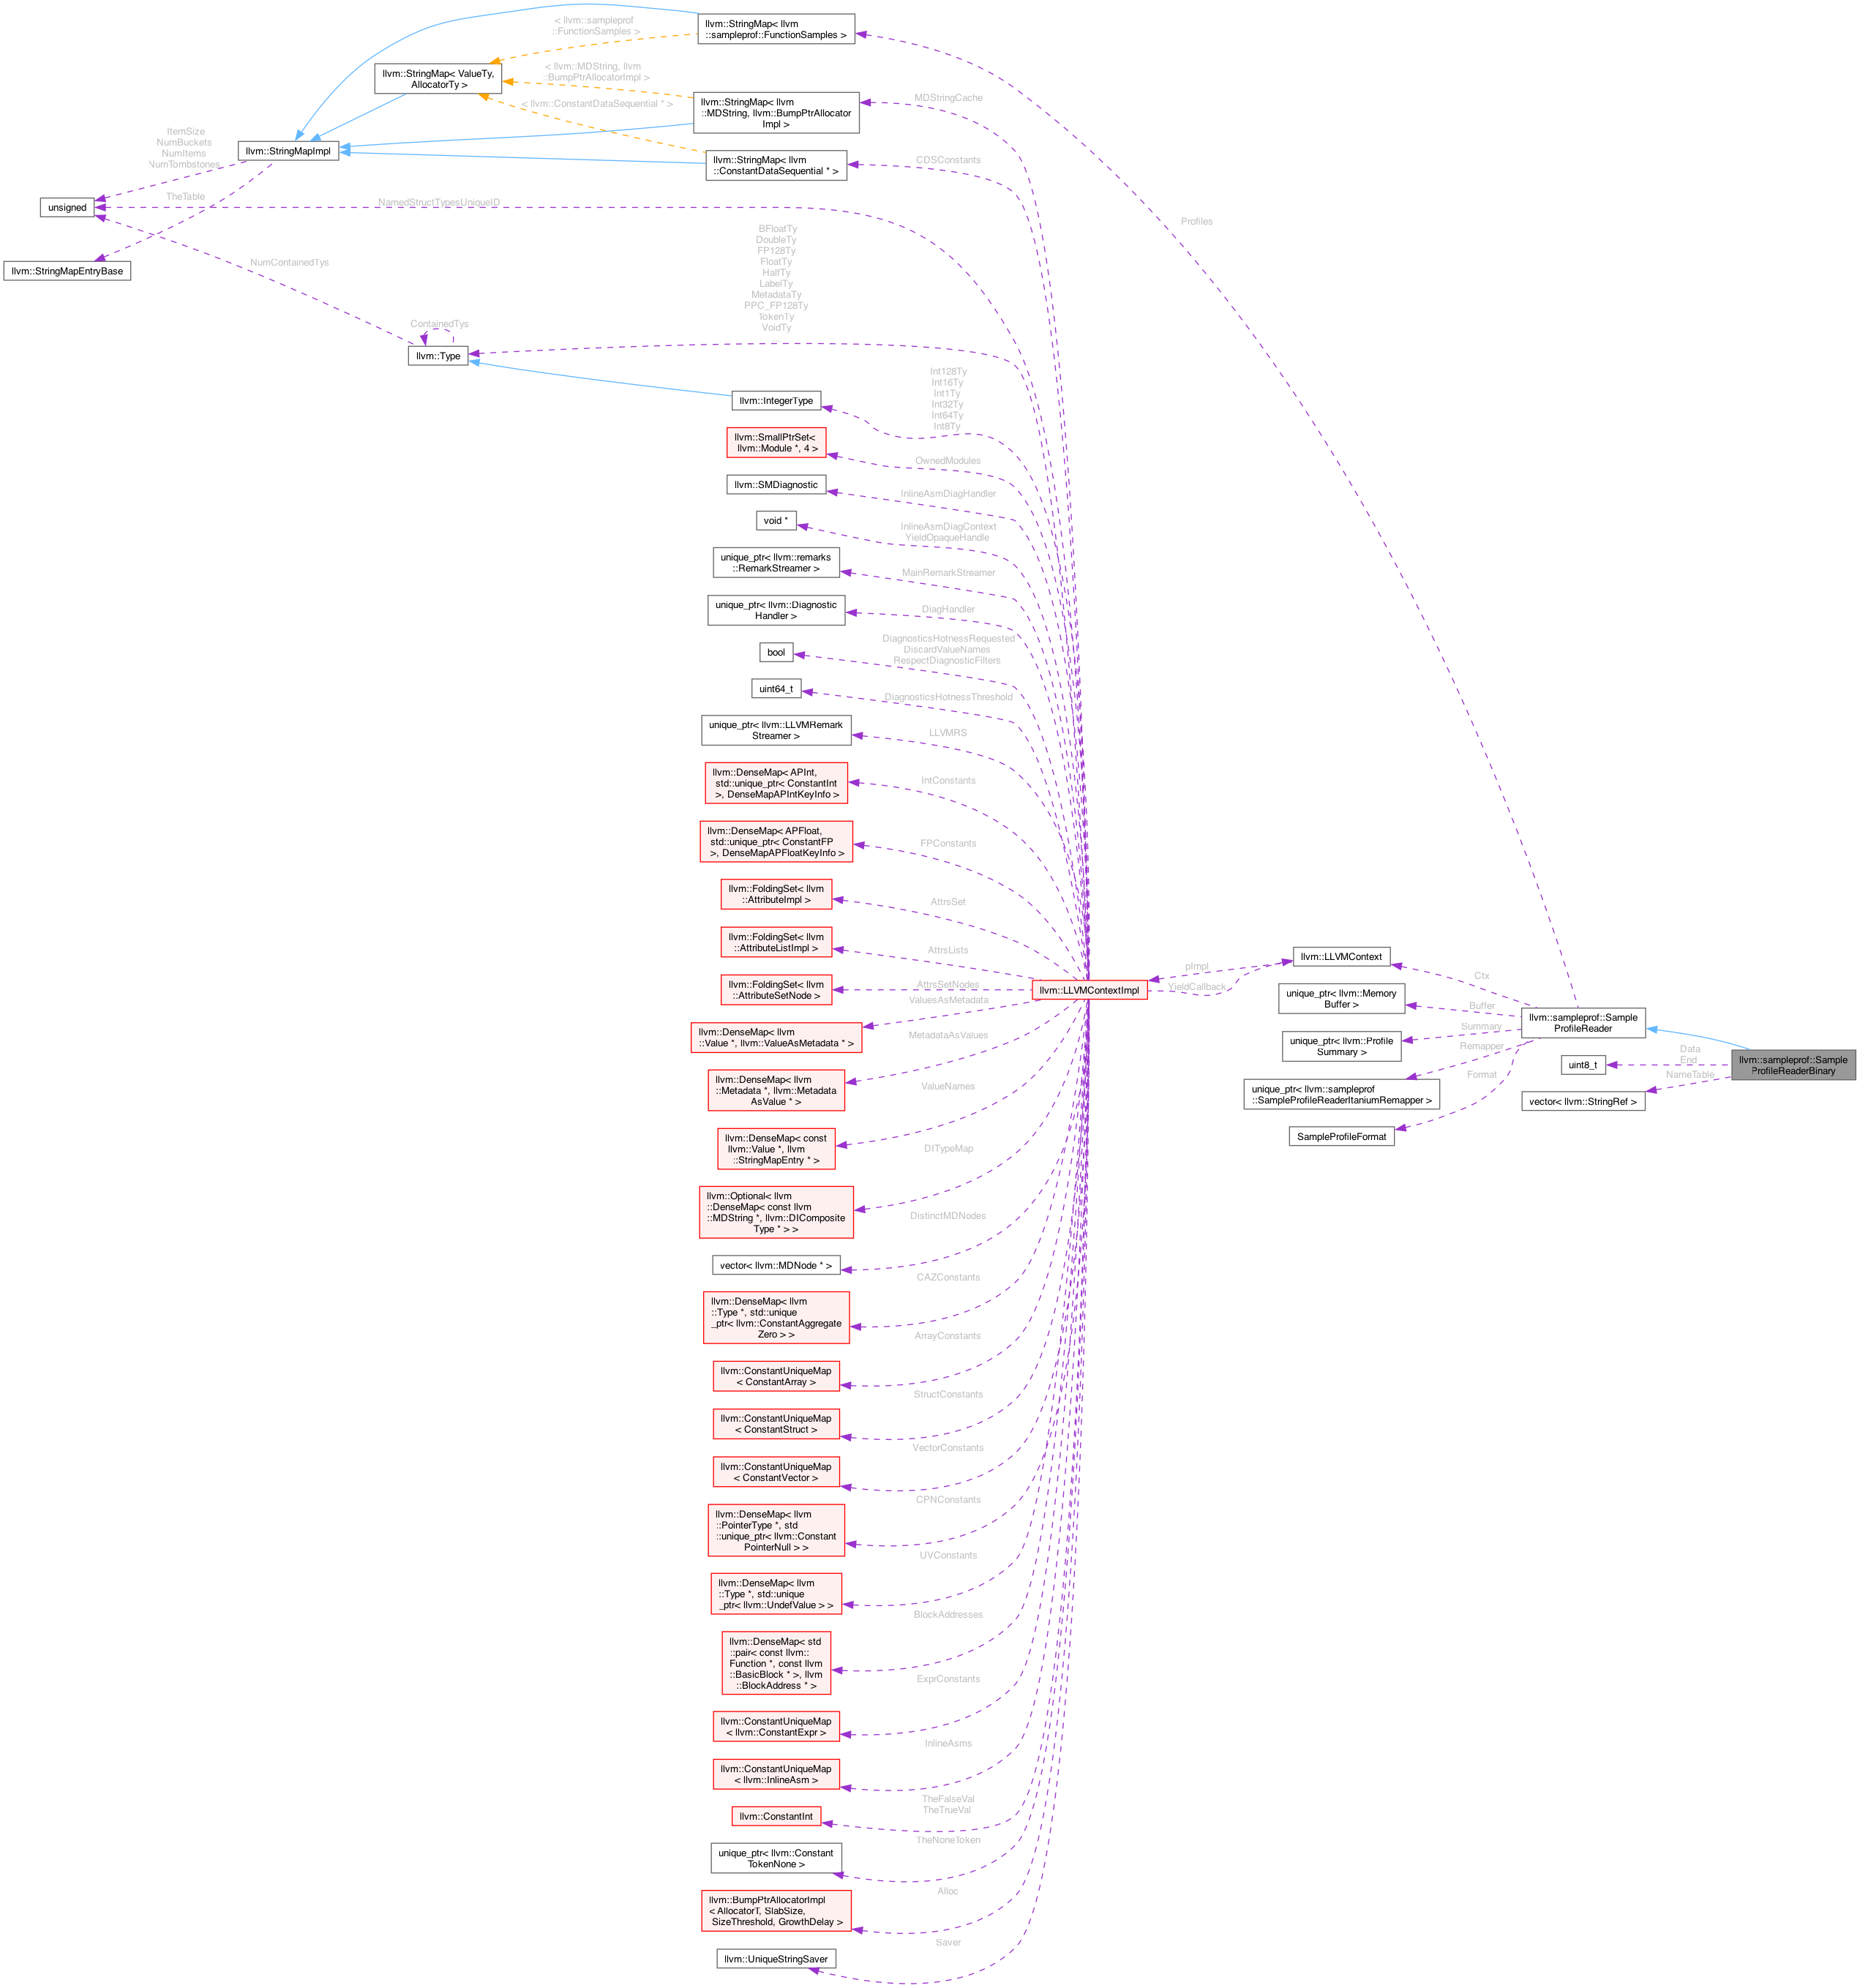 llvm::StringMap< llvm
::sampleprof::FunctionSamples >
< llvm::sampleprof
::FunctionSamples >
llvm::StringMap< ValueTy,
AllocatorTy >
< llvm::MDString, llvm
::BumpPtrAllocatorImpl >
< llvm::ConstantDataSequential * >
llvm::StringMap< llvm
::MDString, llvm::BumpPtrAllocator
Impl >
MDStringCache
Profiles
ItemSize
NumBuckets
NumItems
NumTombstones
llvm::StringMapImpl
llvm::StringMap< llvm
::ConstantDataSequential * >
CDSConstants
TheTable
unsigned
NamedStructTypesUniqueID
llvm::StringMapEntryBase
NumContainedTys
BFloatTy
DoubleTy
FP128Ty
FloatTy
HalfTy
LabelTy
MetadataTy
PPC_FP128Ty
TokenTy
VoidTy
ContainedTys
llvm::Type
Int128Ty
Int16Ty
Int1Ty
Int32Ty
Int64Ty
Int8Ty
llvm::IntegerType
llvm::SmallPtrSet<
llvm::Module *, 4 >
OwnedModules
llvm::SMDiagnostic
InlineAsmDiagHandler
void *
InlineAsmDiagContext
YieldOpaqueHandle
unique_ptr< llvm::remarks
::RemarkStreamer >
MainRemarkStreamer
unique_ptr< llvm::Diagnostic
Handler >
DiagHandler
bool
DiagnosticsHotnessRequested
DiscardValueNames
RespectDiagnosticFilters
uint64_t
DiagnosticsHotnessThreshold
unique_ptr< llvm::LLVMRemark
Streamer >
LLVMRS
llvm::DenseMap< APInt,
std::unique_ptr< ConstantInt
>, DenseMapAPIntKeyInfo >
IntConstants
llvm::DenseMap< APFloat,
std::unique_ptr< ConstantFP
>, DenseMapAPFloatKeyInfo >
FPConstants
llvm::FoldingSet< llvm
::AttributeImpl >
AttrsSet
llvm::FoldingSet< llvm
::AttributeListImpl >
AttrsLists
llvm::FoldingSet< llvm
::AttributeSetNode >
AttrsSetNodes
llvm::LLVMContextImpl
pImpl
YieldCallback
llvm::LLVMContext
Ctx
unique_ptr< llvm::Memory
Buffer >
Buffer
unique_ptr< llvm::Profile
Summary >
Summary
unique_ptr< llvm::sampleprof
::SampleProfileReaderItaniumRemapper >
Remapper
SampleProfileFormat
Format
llvm::sampleprof::Sample
ProfileReader
uint8_t
Data
End
vector< llvm::StringRef >
NameTable
llvm::sampleprof::Sample
ProfileReaderBinary
llvm::DenseMap< llvm
::Value *, llvm::ValueAsMetadata * >
ValuesAsMetadata
llvm::DenseMap< llvm
::Metadata *, llvm::Metadata
AsValue * >
MetadataAsValues
llvm::DenseMap< const
llvm::Value *, llvm
::StringMapEntry * >
ValueNames
llvm::Optional< llvm
::DenseMap< const llvm
::MDString *, llvm::DIComposite
Type * > >
DITypeMap
vector< llvm::MDNode * >
DistinctMDNodes
llvm::DenseMap< llvm
::Type *, std::unique
_ptr< llvm::ConstantAggregate
Zero > >
CAZConstants
llvm::ConstantUniqueMap
< ConstantArray >
ArrayConstants
llvm::ConstantUniqueMap
< ConstantStruct >
StructConstants
llvm::ConstantUniqueMap
< ConstantVector >
VectorConstants
llvm::DenseMap< llvm
::PointerType *, std
::unique_ptr< llvm::Constant
PointerNull > >
CPNConstants
llvm::DenseMap< llvm
::Type *, std::unique
_ptr< llvm::UndefValue > >
UVConstants
llvm::DenseMap< std
::pair< const llvm::
Function *, const llvm
::BasicBlock * >, llvm
::BlockAddress * >
BlockAddresses
llvm::ConstantUniqueMap
< llvm::ConstantExpr >
ExprConstants
llvm::ConstantUniqueMap
< llvm::InlineAsm >
InlineAsms
llvm::ConstantInt
TheFalseVal
TheTrueVal
unique_ptr< llvm::Constant
TokenNone >
TheNoneToken
llvm::BumpPtrAllocatorImpl
< AllocatorT, SlabSize,
SizeThreshold, GrowthDelay >
Alloc
llvm::UniqueStringSaver
Saver